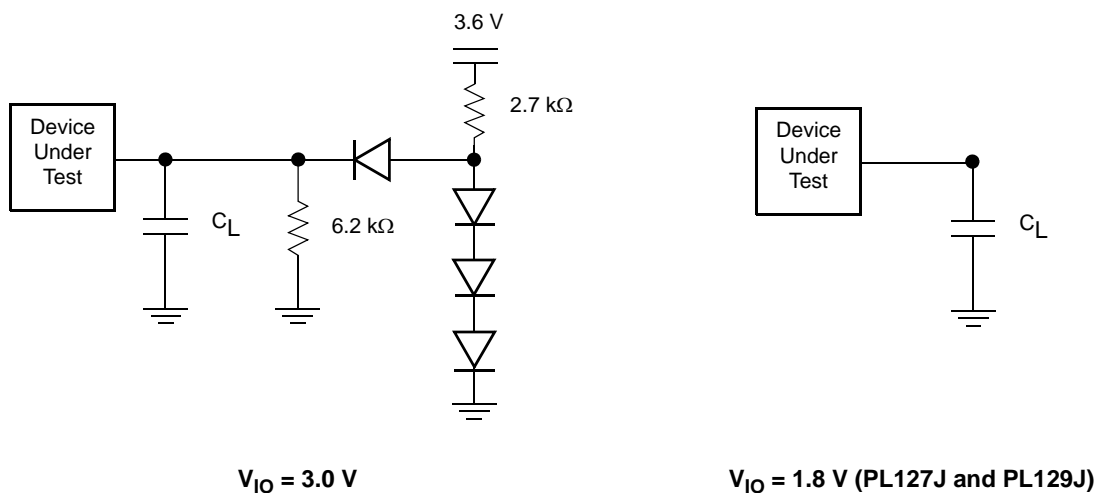 3.6 V
2.7 kΩ
Device
Under
Test
C_L
6.2 kΩ
Device
Under
Test
C_L
V_IO = 3.0 V
V_IO = 1.8 V (PL127J and PL129J)